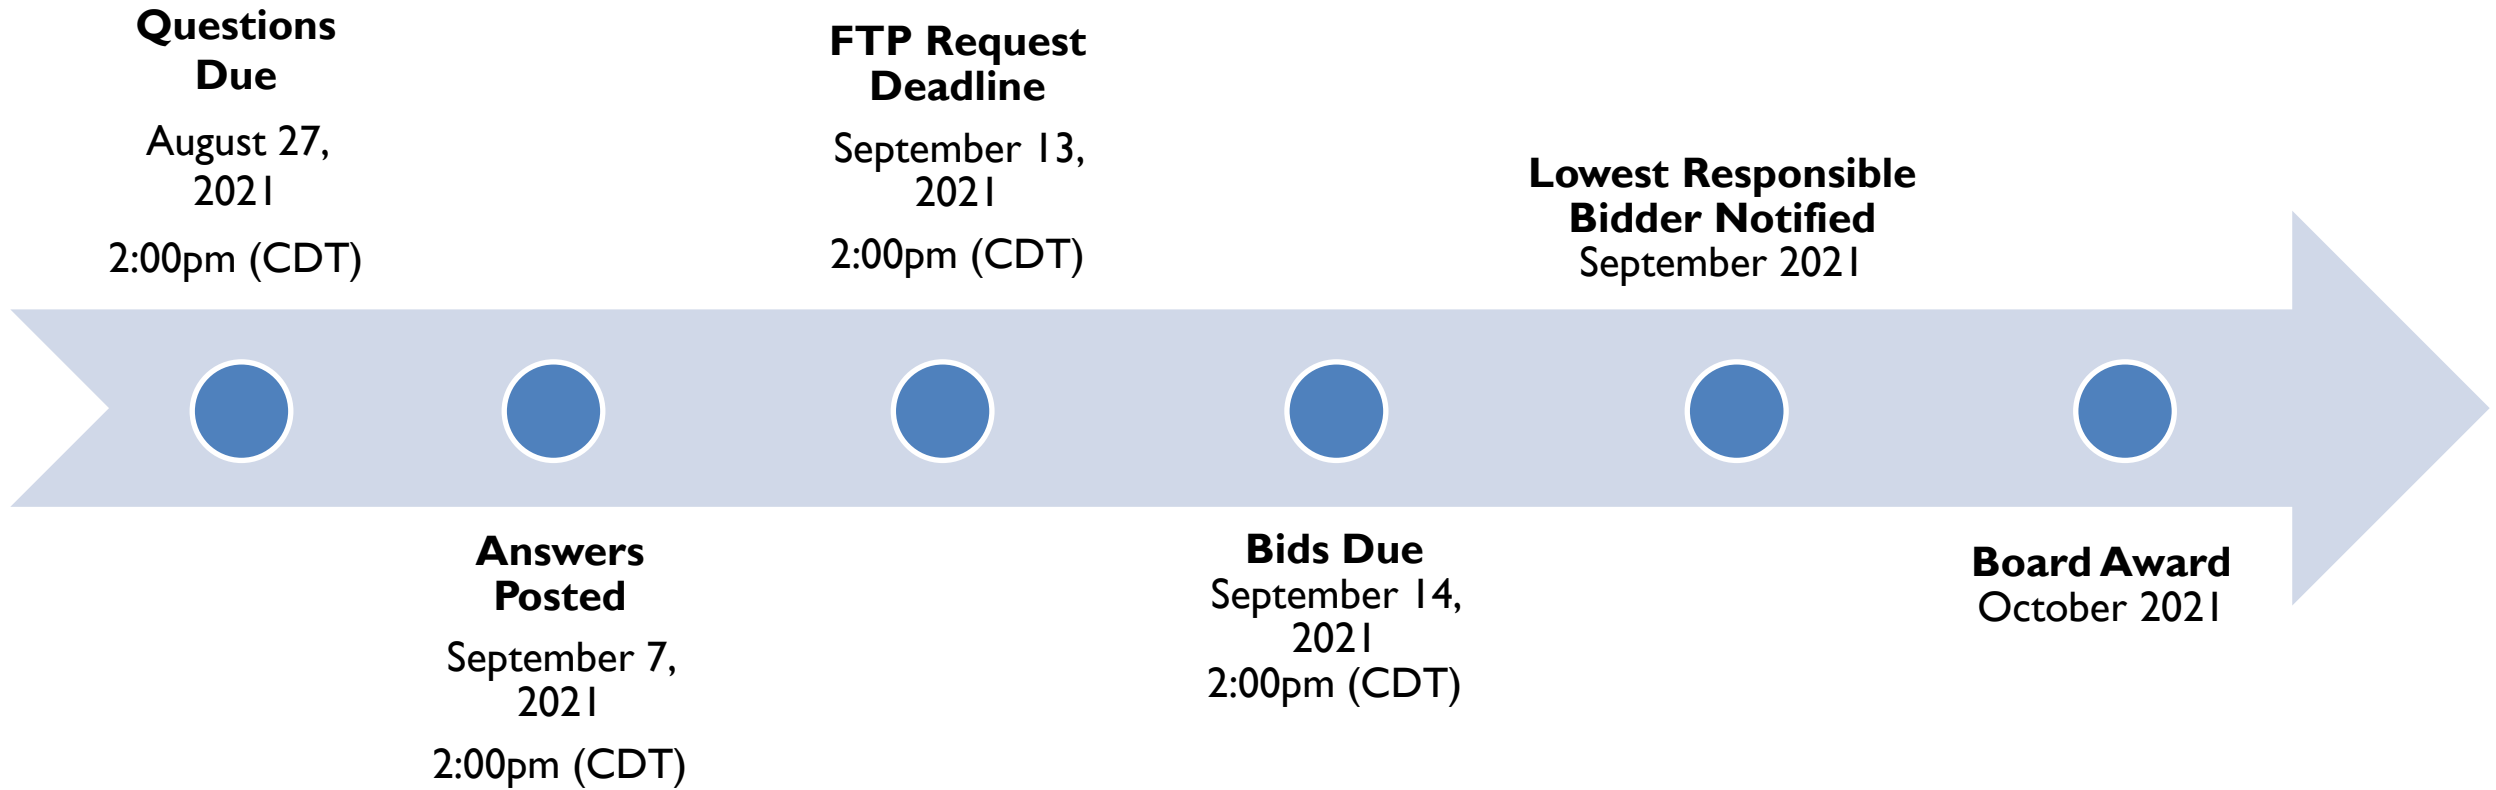 Questions
Due
August 27,
2021
2:00pm (CDT)
Answers
Posted
September 7,
2021
2:00pm (CDT)
FTP Request
Deadline
September 13,
2021
2:00pm (CDT)
Bids Due
September 14,
2021
2:00pm (CDT)
Lowest Responsible
Bidder Notified
September 2021
Board Award
October 2021